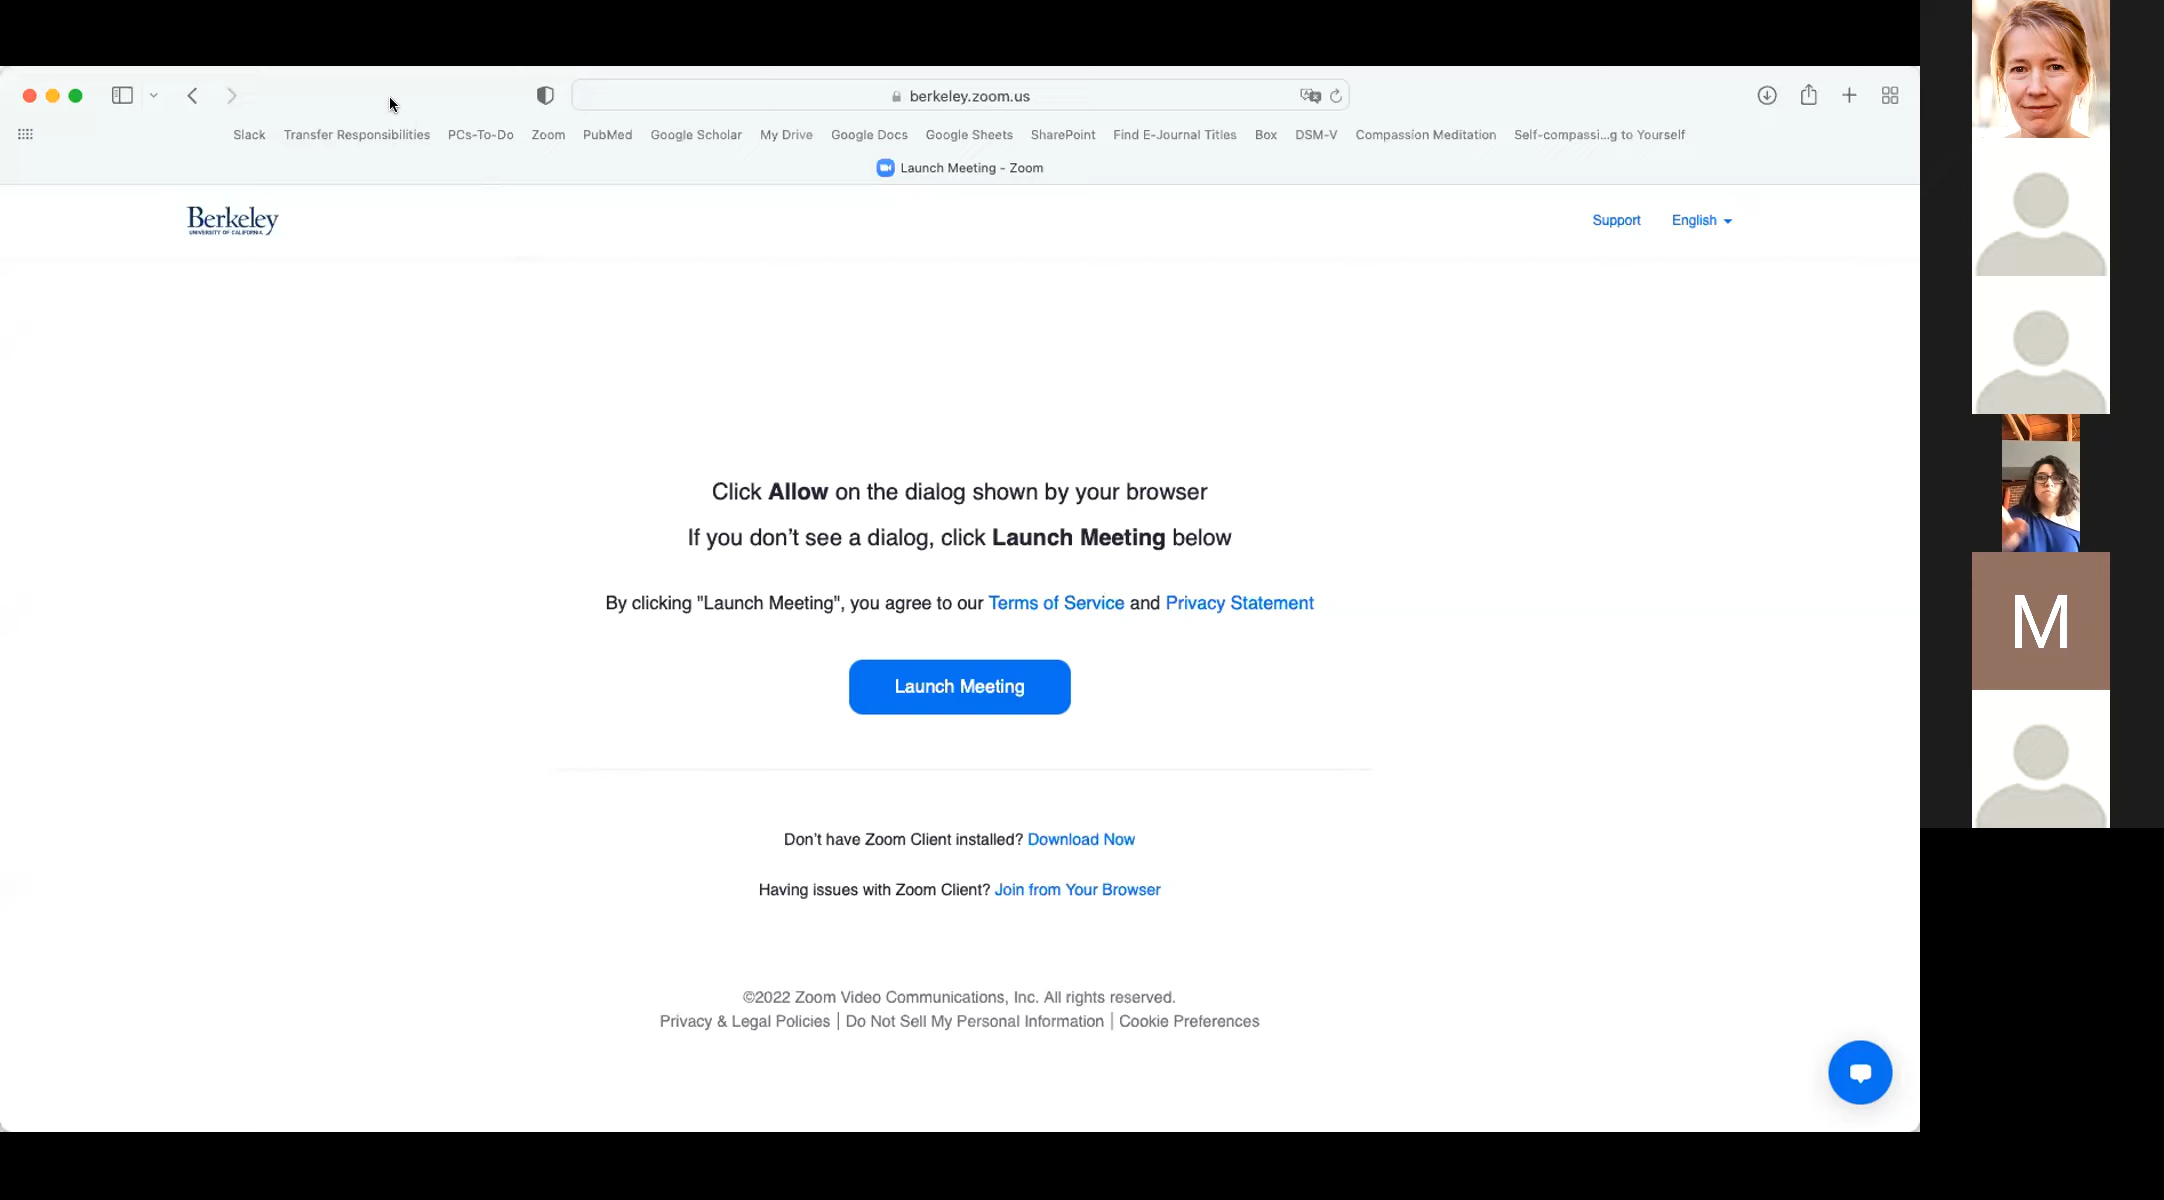 berkeley.zoom.us
Slack Transfer Responsibilities PCs-To-Do Zoom PubMed Google Scholar My Drive Google Docs Google Sheets SharePoint Find E-Journal Titles Box DSM-V Compassion Meditation Self-compassi...g to Yourself
Launch Meeting - Zoom
Berkeley
UNIVERSITY OF CALIFORNIA
Support English
Click Allow on the dialog shown by your browser
If you don’t see a dialog, click Launch Meeting below
By clicking "Launch Meeting", you agree to our Terms of Service and Privacy Statement
Launch Meeting
Don’t have Zoom Client installed? Download Now
Having issues with Zoom Client? Join from Your Browser
©2022 Zoom Video Communications, Inc. All rights reserved.
Privacy & Legal Policies | Do Not Sell My Personal Information | Cookie Preferences
M